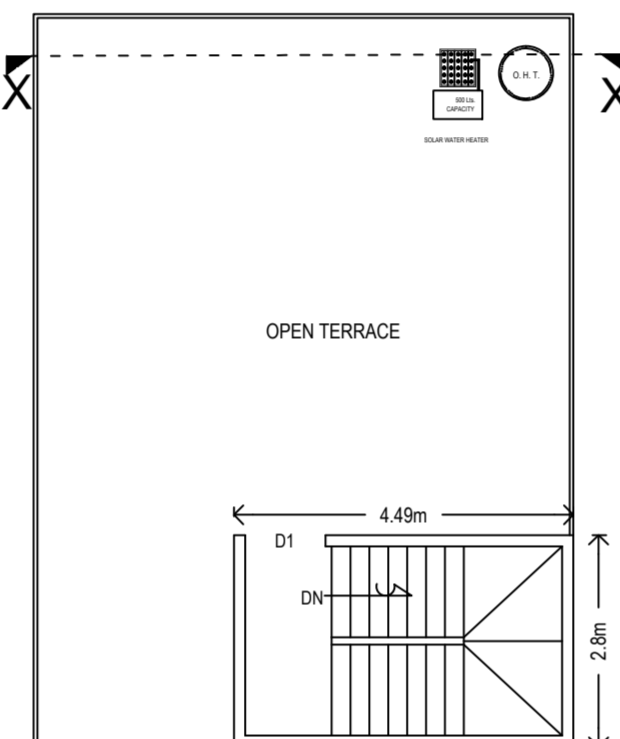 X
X
O. H. T.
500 Lts.
CAPACITY
SOLAR WATER HEATER
OPEN TERRACE
4.49m
D1
DN
2.8m